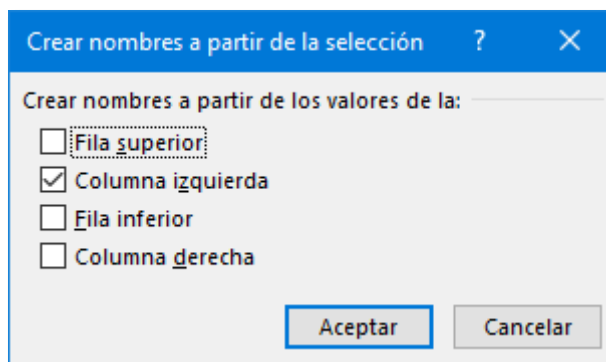 Crear nombres a partir de la selección ?
Crear nombres a partir de los valores de la:
Fila superior
Columna izquierda
Fila inferior
Columna derecha
Aceptar Cancelar